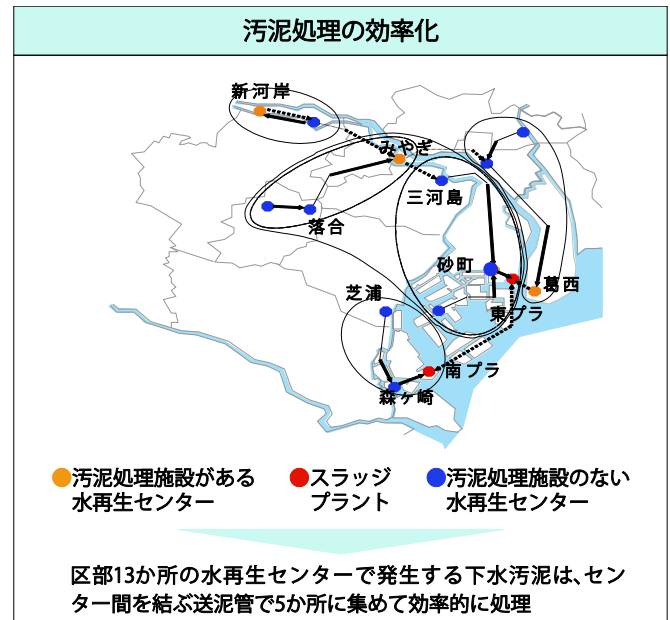 汚泥処理の効率化
新河岸
みやぎ
三河島
落合
砂町
葛西
芝浦
東プラ
南プラ
森ヶ崎
汚泥処理施設がある
水再生センター
スラッジ
プラント
汚泥処理施設のない
水再生センター
区部13か所の水再生センターで発生する下水汚泥は、セン
ター間を結ぶ送泥管で5か所に集めて効率的に処理